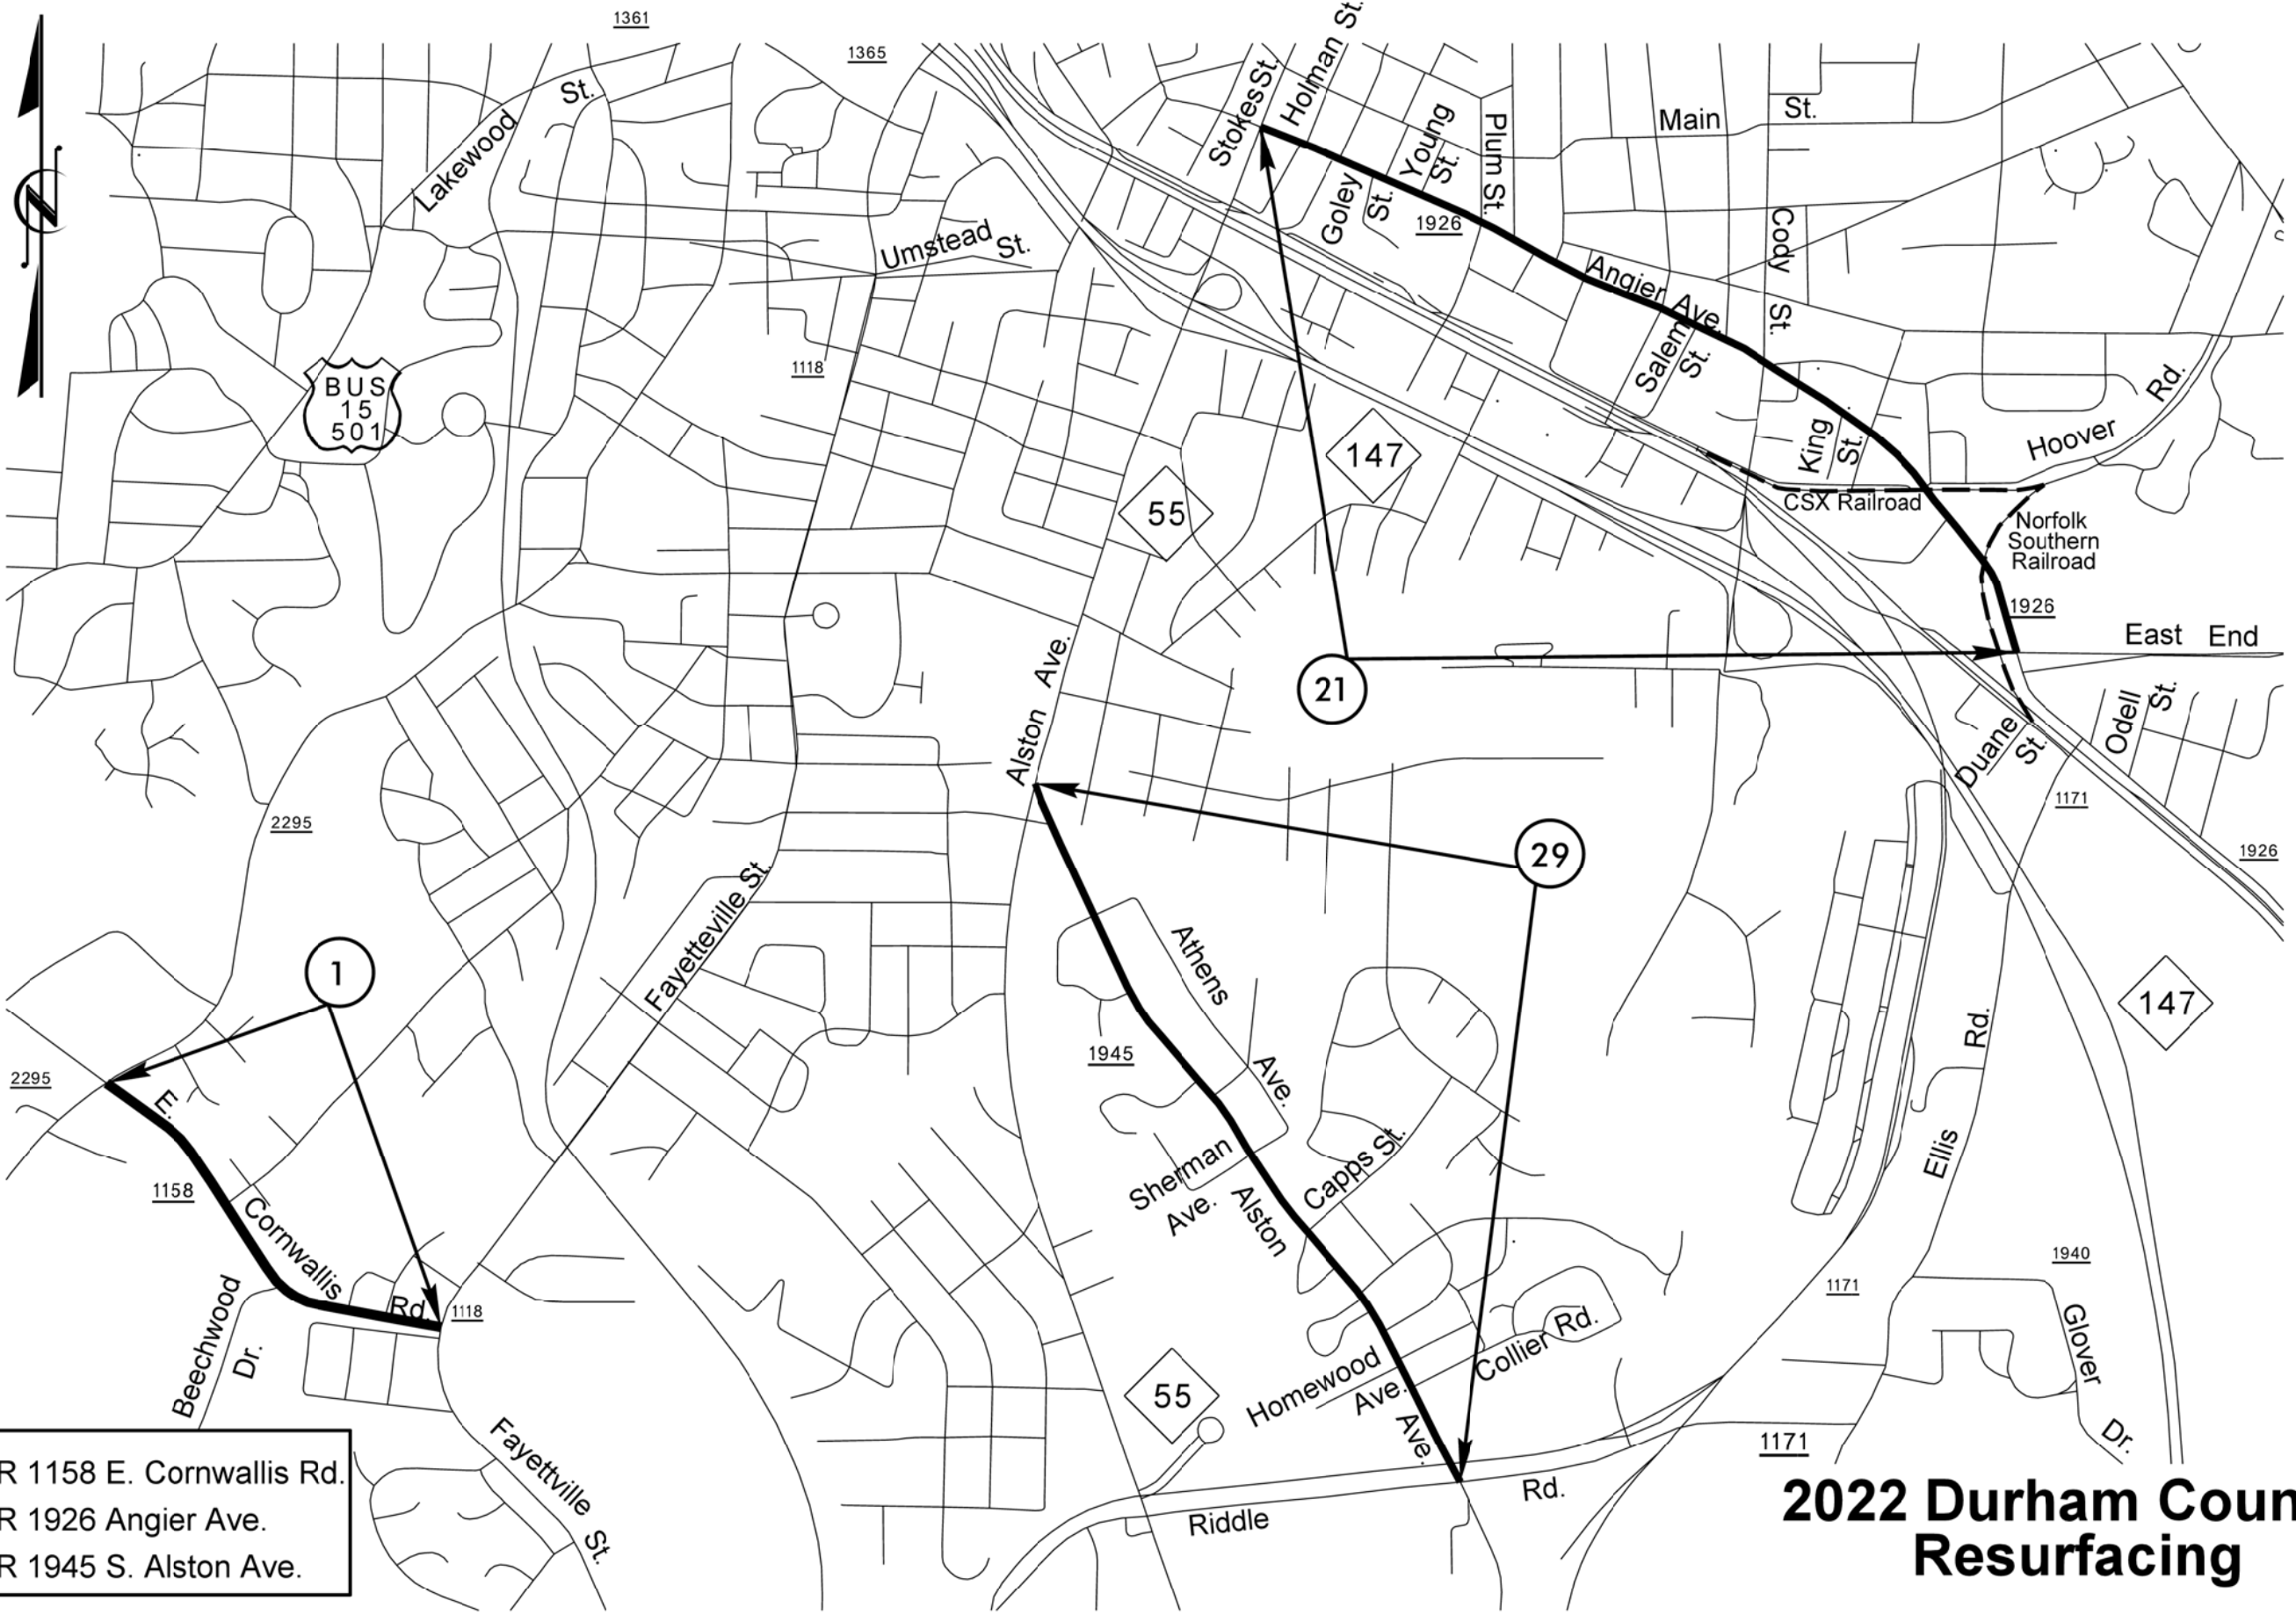 1361
1365
Lakewood St.
Stokes St.
Holman St.
Young St.
Plum St.
Main St.
Goley St.
1926
Cody St.
Umstead St.
Angier Ave.
Salem St.
1118
BUS
15
501
147
55
King St.
Hoover Rd.
CSX Railroad
Norfolk
Southern
Railroad
1926
East End
21
Alston Ave.
Odell St.
Duane St.
1171
1926
2295
29
Fayetteville St.
Athens Ave.
1
147
1945
2295
E. Cornwallis Rd.
1158
1118
Sherman Ave.
Capps St.
Alston Ave.
Ellis Rd.
1940
1171
Glover Dr.
Beechwood Dr.
Homewood Ave.
Collier Rd.
55
Fayettville St.
1171
Riddle Rd.
R 1158 E. Cornwallis Rd.
R 1926 Angier Ave.
R 1945 S. Alston Ave.
2022 Durham Coun
Resurfacing